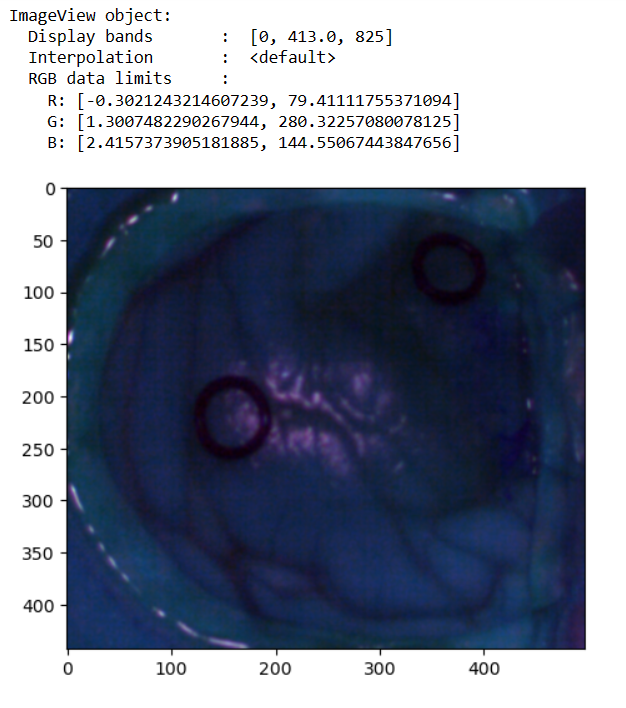 ImageView object:
Display bands : [0, 413.0, 825]
Interpolation : <default>
RGB data limits :
R: [-0.3021243214607239, 79.41111755371094]
G: [1.3007482290267944, 280.32257080078125]
B: [2.4157373905181885, 144.55067443847656]
0
50
100
150
200
250
300
350
400
0 100 200 300 400